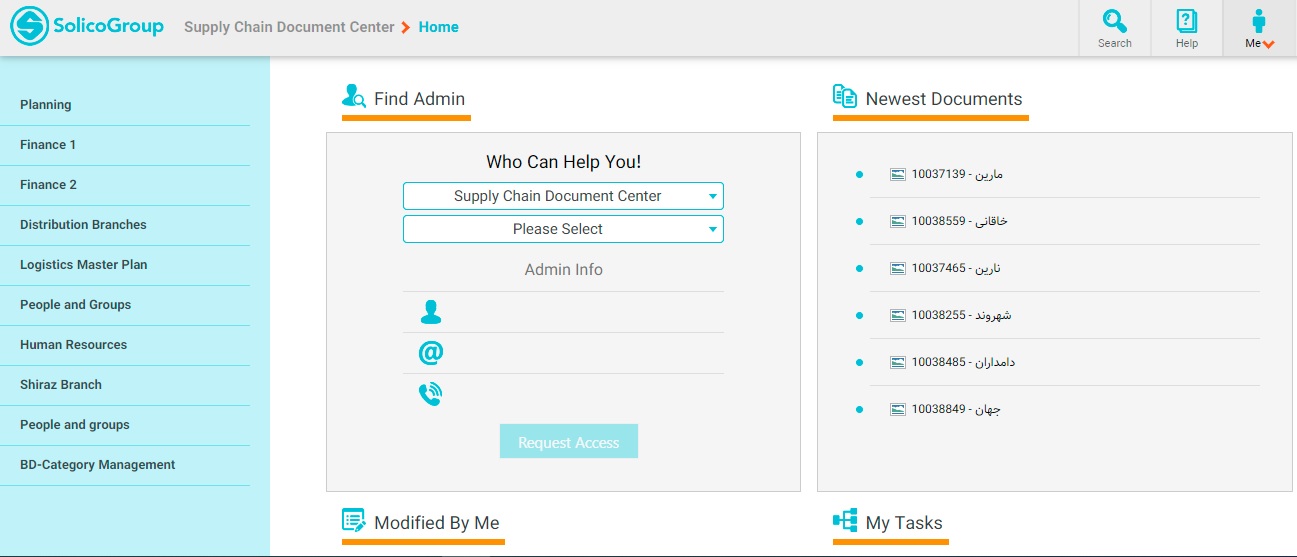 SolicoGroup
Supply Chain Document Center
Home
Search
Help
Me
Planning
Finance 1
Finance 2
Distribution Branches
Logistics Master Plan
People and Groups
Human Resources
Shiraz Branch
People and groups
BD-Category Management
Find Admin
Who Can Help You!
Supply Chain Document Center
Please Select
Admin Info
@
Request Access
Newest Documents
مارین - 10037139
خاقانی - 10038559
نارین - 10037465
شهروند - 10038255
دامداران - 10038485
جهان - 10038849
Modified By Me
My Tasks